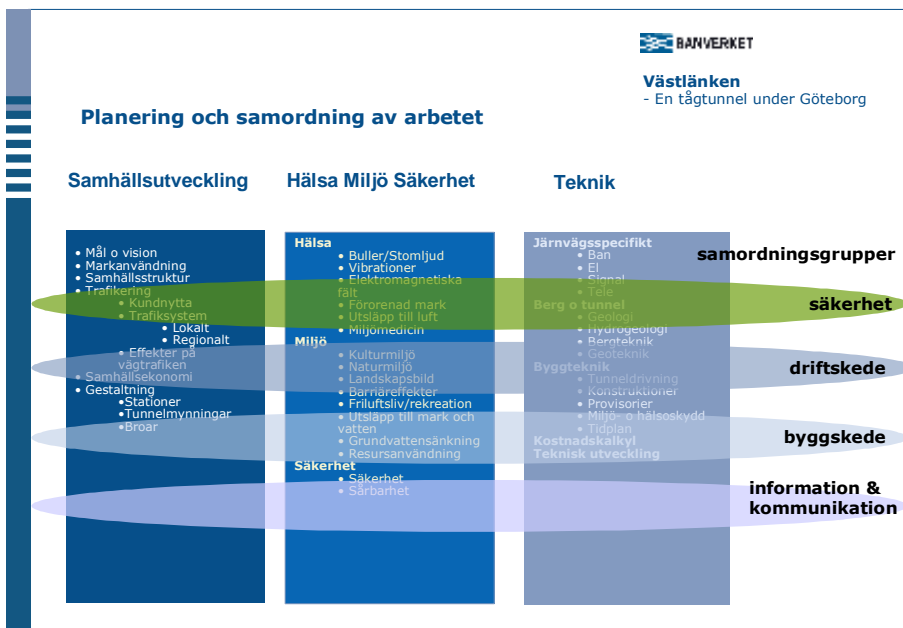 BANVERKET
Västlänken
- En tågtunnel under Göteborg
Planering och samordning av arbetet
Samhällsutveckling
• Mål o vision
• Markanvändning
• Samhällsstruktur
• Trafikering
• Kundnytta
• Trafiksystem
• Lokalt
• Regionalt
• Effekter på
vägtrafiken
• Samhällsekonomi
• Gestaltning
•Stationer
•Tunnelmynningar
•Broar
Hälsa Miljö Säkerhet
Hälsa
• Buller/Stomljud
• Vibrationer
• Elektromagnetiska
fält
• Förorenad mark
• Utsläpp till luft
• Miljömedicin
Miljö
• Kulturmiljö
• Naturmiljö
• Landskapsbild
• Barriäreffekter
• Friluftsliv/rekreation
• Utsläpp till mark och
vatten
• Grundvattensänkning
• Resursanvändning
Säkerhet
• Säkerhet
• Sårbarhet
Teknik
Järnvägsspecifikt
• Ban
• El
• Signal
• Tele
Berg o tunnel
• Geologi
• Hydrogeologi
• Bergteknik
• Geoteknik
Byggteknik
• Tunneldrivning
• Konstruktioner
• Provisorier
• Miljö- o hälsoskydd
• Tidplan
Kostnadskalkyl
Teknisk utveckling
samordningsgrupper
säkerhet
driftskede
byggskede
information &
kommunikation